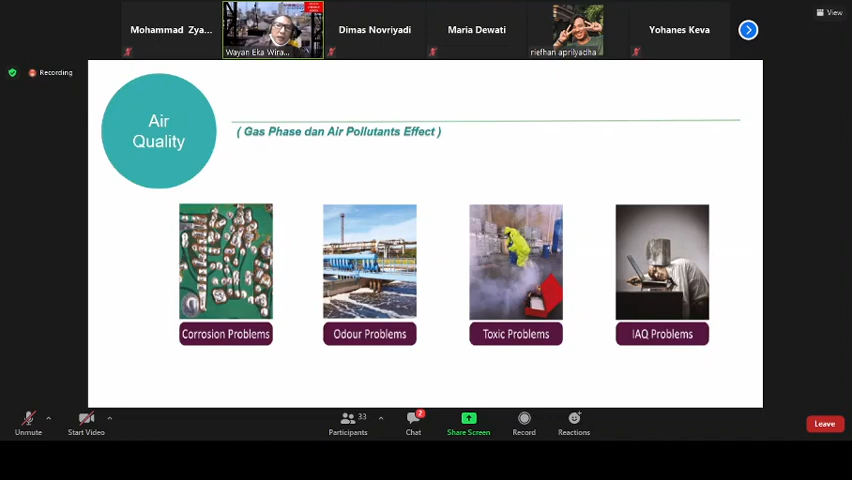 Mohammad Zya...
Wayan Eka Wira...
Dimas Novriyadi
Maria Dewati
riefhan aprilyadha
Yohanes Keva
View
Recording
Air
Quality
( Gas Phase dan Air Pollutants Effect )
Corrosion Problems
Odour Problems
Toxic Problems
IAQ Problems
Unmute
Start Video
33
Participants
2
Chat
Share Screen
Record
Reactions
Leave